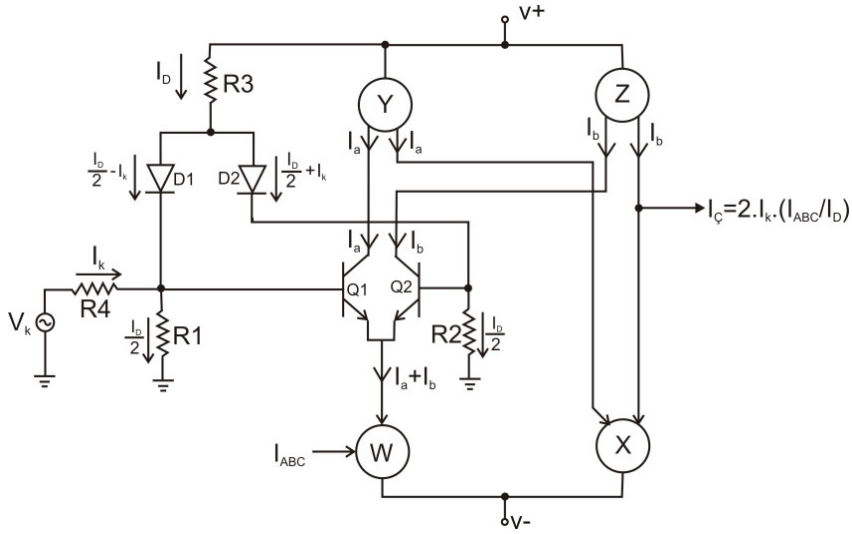 v+
I_D
R3
Y
Z
I_a
I_a
I_b
I_b
I_D/2-I_k
D1
D2
I_D/2+I_k
I_Ç=2.I_k.(I_ABC/I_D)
I_a
I_b
I_k
Q1
Q2
R4
V_k
I_D/2
R1
R2
I_D/2
I_a+I_b
I_ABC
W
X
v-